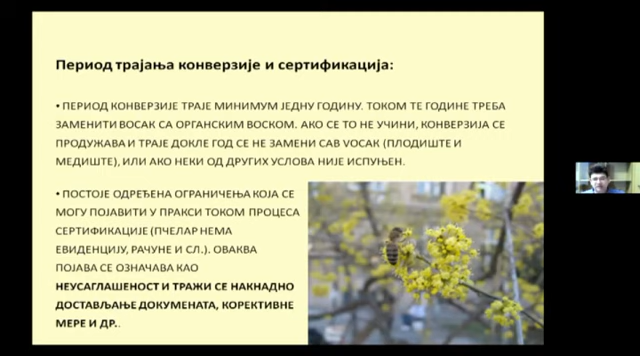 Период трајања конверзије и сертификација:
• ПЕРИОД КОНВЕРЗИЈЕ ТРАЈЕ МИНИМУМ ЈЕДНУ ГОДИНУ. ТОКОМ ТЕ ГОДИНЕ ТРЕБА
ЗАМЕНИТИ ВОСАК СА ОРГАНСКИМ ВОСКОМ. АКО СЕ ТО НЕ УЧИНИ, КОНВЕРЗИЈА СЕ
ПРОДУЖАВА И ТРАЈЕ ДОКЛЕ ГОД СЕ НЕ ЗАМЕНИ САВ VОСАК (ПЛОДИШТЕ И
МЕДИШТЕ), ИЛИ АКО НЕКИ ОД ДРУГИХ УСЛОВА НИЈЕ ИСПУЊЕН.
• ПОСТОЈЕ ОДРЕЂЕНА ОГРАНИЧЕЊА КОЈА СЕ
МОГУ ПОЈАВИТИ У ПРАКСИ ТОКОМ ПРОЦЕСА
СЕРТИФИКАЦИЈЕ (ПЧЕЛАР НЕМА
ЕВИДЕНЦИЈУ, РАЧУНЕ И СЛ.). ОВАКВА
ПОЈАВА СЕ ОЗНАЧАВА КАО
НЕУСАГЛАШЕНОСТ И ТРАЖИ СЕ НАКНАДНО
ДОСТАВЉАЊЕ ДОКУМЕНАТА, КОРЕКТИВНЕ
МЕРЕ И ДР..